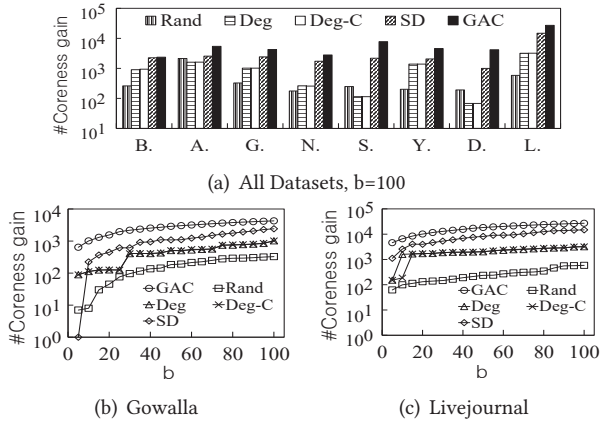 #Coreness gain
10^5
10^4
10^3
10^2
10^1
Rand Deg Deg-C SD GAC
B. A. G. N. S. Y. D. L.
(a) All Datasets, b=100
#Coreness gain
10^4
10^3
10^2
10^1
10^0
GAC Rand
Deg Deg-C
SD
0 20 40 60 80 100
b
(b) Gowalla
#Coreness gain
10^5
10^4
10^3
10^2
10^1
10^0
GAC Rand
Deg Deg-C
SD
0 20 40 60 80 100
b
(c) Livejournal